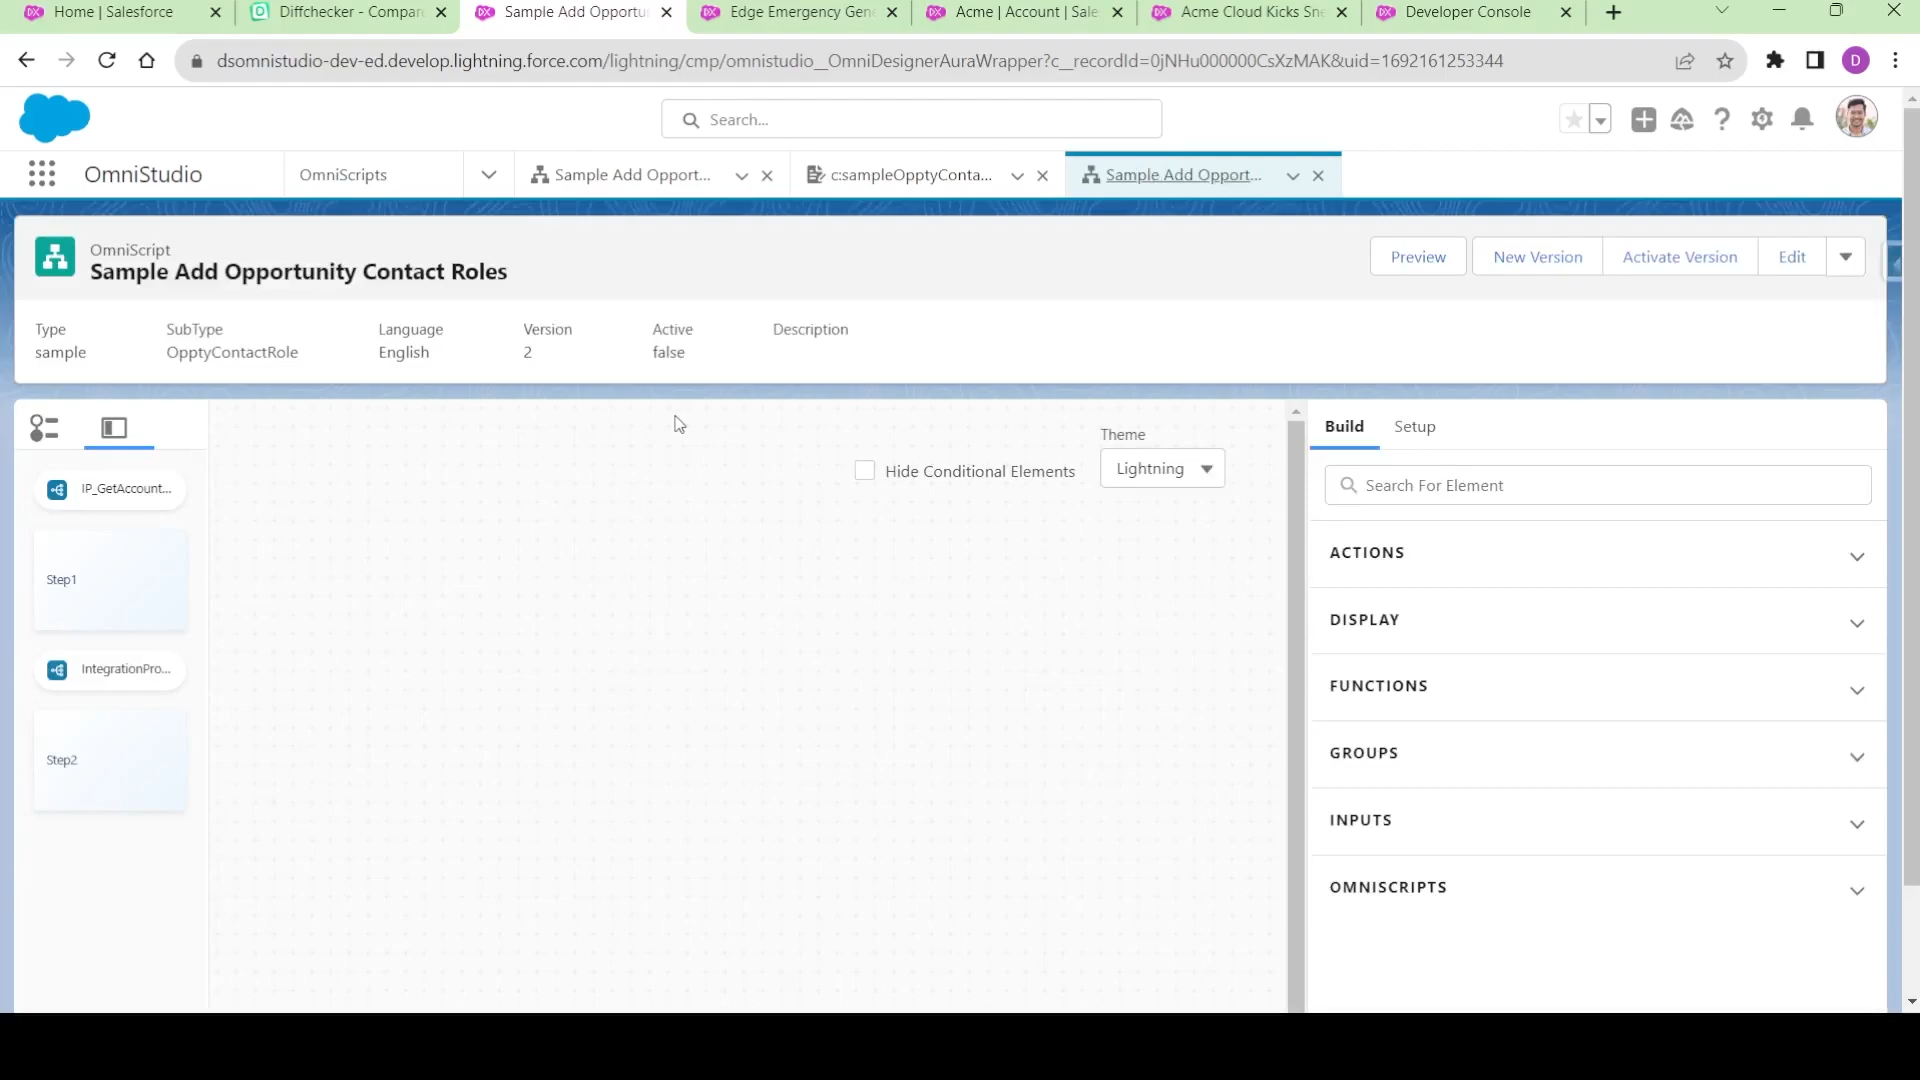 Home | Salesforce
Diffchecker - Compar
Sample Add Opportu
Edge Emergency Gen
Acme | Account | Sale
Acme Cloud Kicks Sne
Developer Console
dsomnistudio-dev-ed.develop.lightning.force.com/lightning/cmp/omnistudio__OmniDesignerAuraWrapper?c__recordId=0jNHu000000CsXzMAK&uid=1692161253344
D
Search...
OmniStudio
OmniScripts
Sample Add Opport...
c:sampleOpptyConta...
Sample Add Opport...
OmniScript
Sample Add Opportunity Contact Roles
Preview
New Version
Activate Version
Edit
Type
SubType
Language
Version
Active
Description
sample
OpptyContactRole
English
2
false
IP_GetAccount...
Step1
IntegrationPro...
Step2
Hide Conditional Elements
Theme
Lightning
Build
Setup
Search For Element
ACTIONS
DISPLAY
FUNCTIONS
GROUPS
INPUTS
OMNISCRIPTS